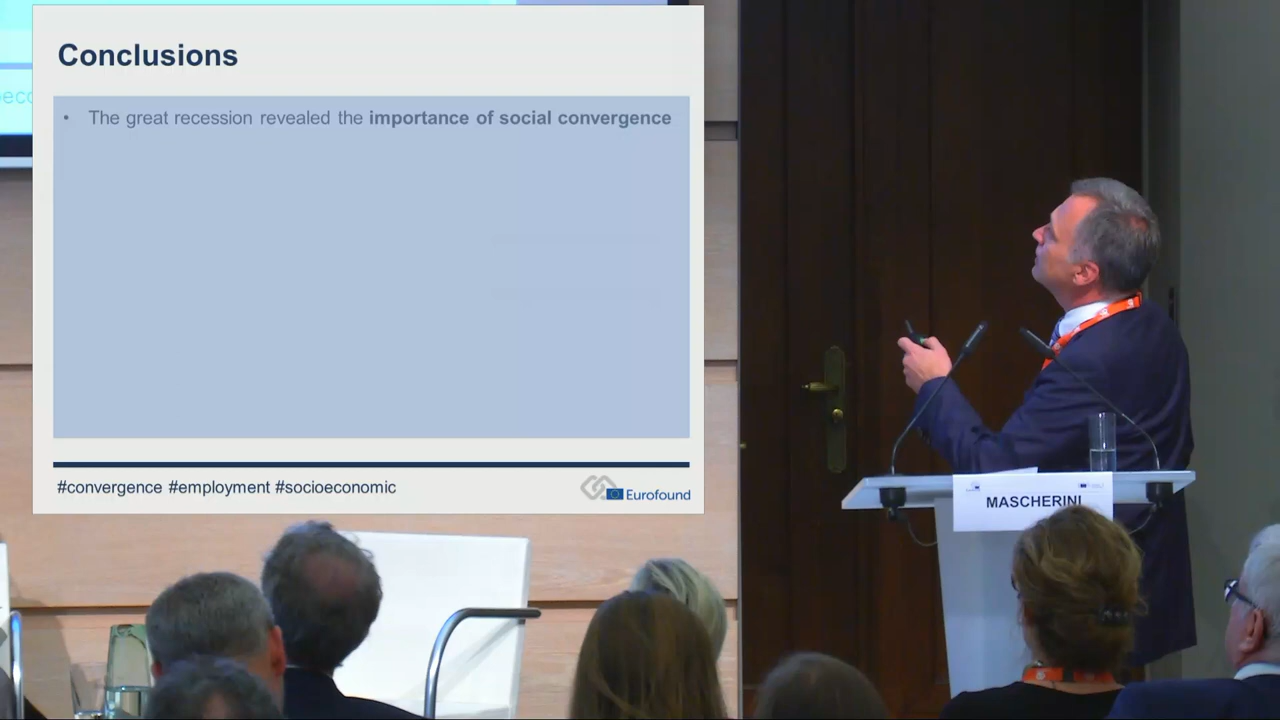 Conclusions
• The great recession revealed the importance of social convergence
#convergence #employment #socioeconomic
Eurofound
MASCHERINI